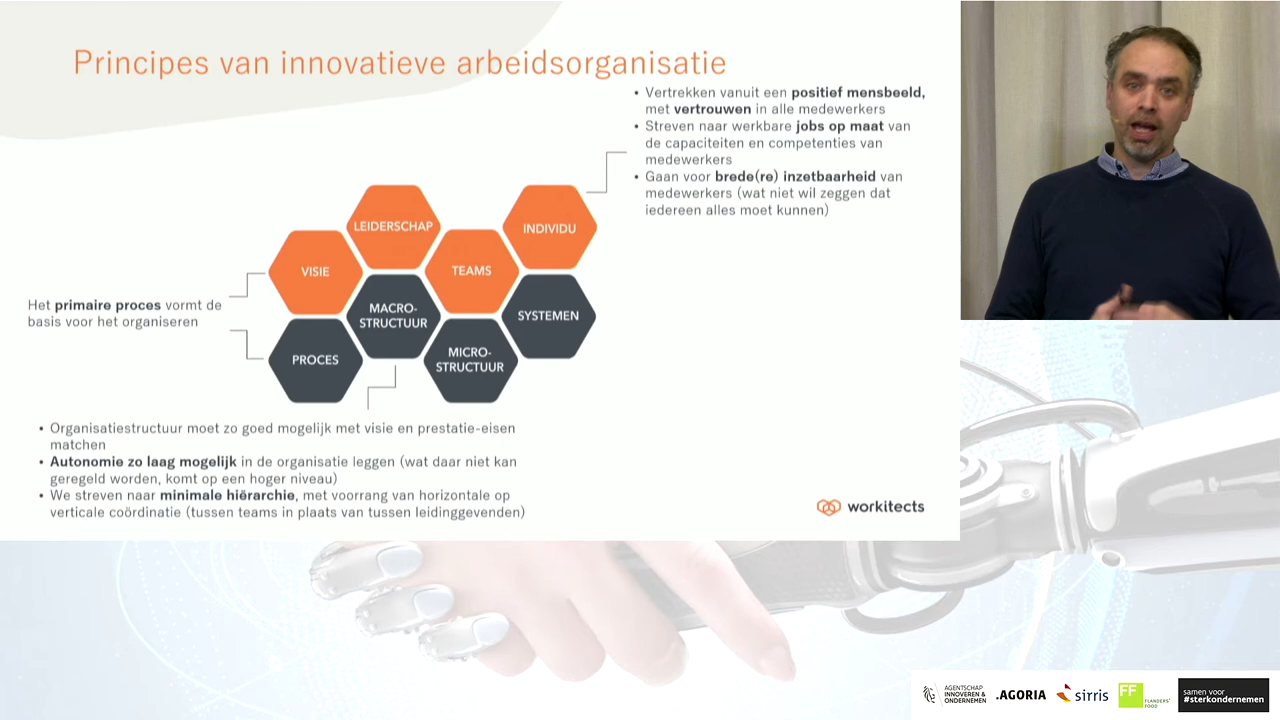 Principes van innovatieve arbeidsorganisatie
• Vertrekken vanuit een positief mensbeeld,
met vertrouwen in alle medewerkers
• Streven naar werkbare jobs op maat van
de capaciteiten en competenties van
medewerkers
• Gaan voor brede(re) inzetbaarheid van
medewerkers (wat niet wil zeggen dat
iedereen alles moet kunnen)
LEIDERSCHAP
INDIVIDU
VISIE
TEAMS
MACRO-
STRUCTUUR
SYSTEMEN
PROCES
MICRO-
STRUCTUUR
Het primaire proces vormt de
basis voor het organiseren
• Organisatiestructuur moet zo goed mogelijk met visie en prestatie-eisen
matchen
• Autonomie zo laag mogelijk in de organisatie leggen (wat daar niet kan
geregeld worden, komt op een hoger niveau)
• We streven naar minimale hiërarchie, met voorrang van horizontale op
verticale coördinatie (tussen teams in plaats van tussen leidinggevenden)
workitects
AGENTSCHAP
INNOVEREN &
ONDERNEMEN
.AGORIA
sirris
FF
FLANDERS'
FOOD
samen voor
#sterkondernemen